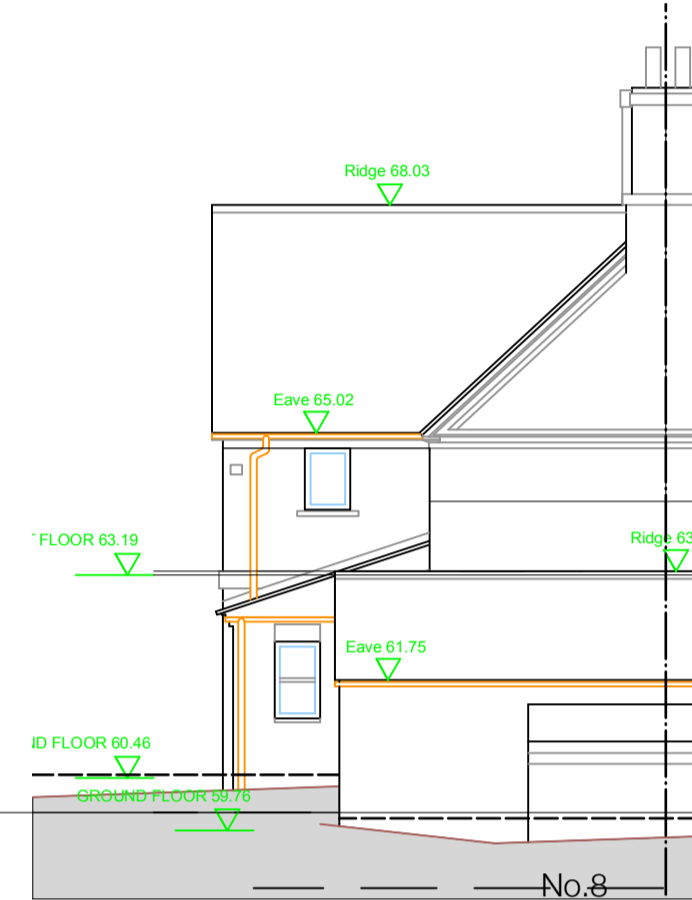 Ridge 68.03
Eave 65.02
FLOOR 63.19
Ridge 63
Eave 61.75
FLOOR 60.46
GROUND FLOOR 59.76
No.8